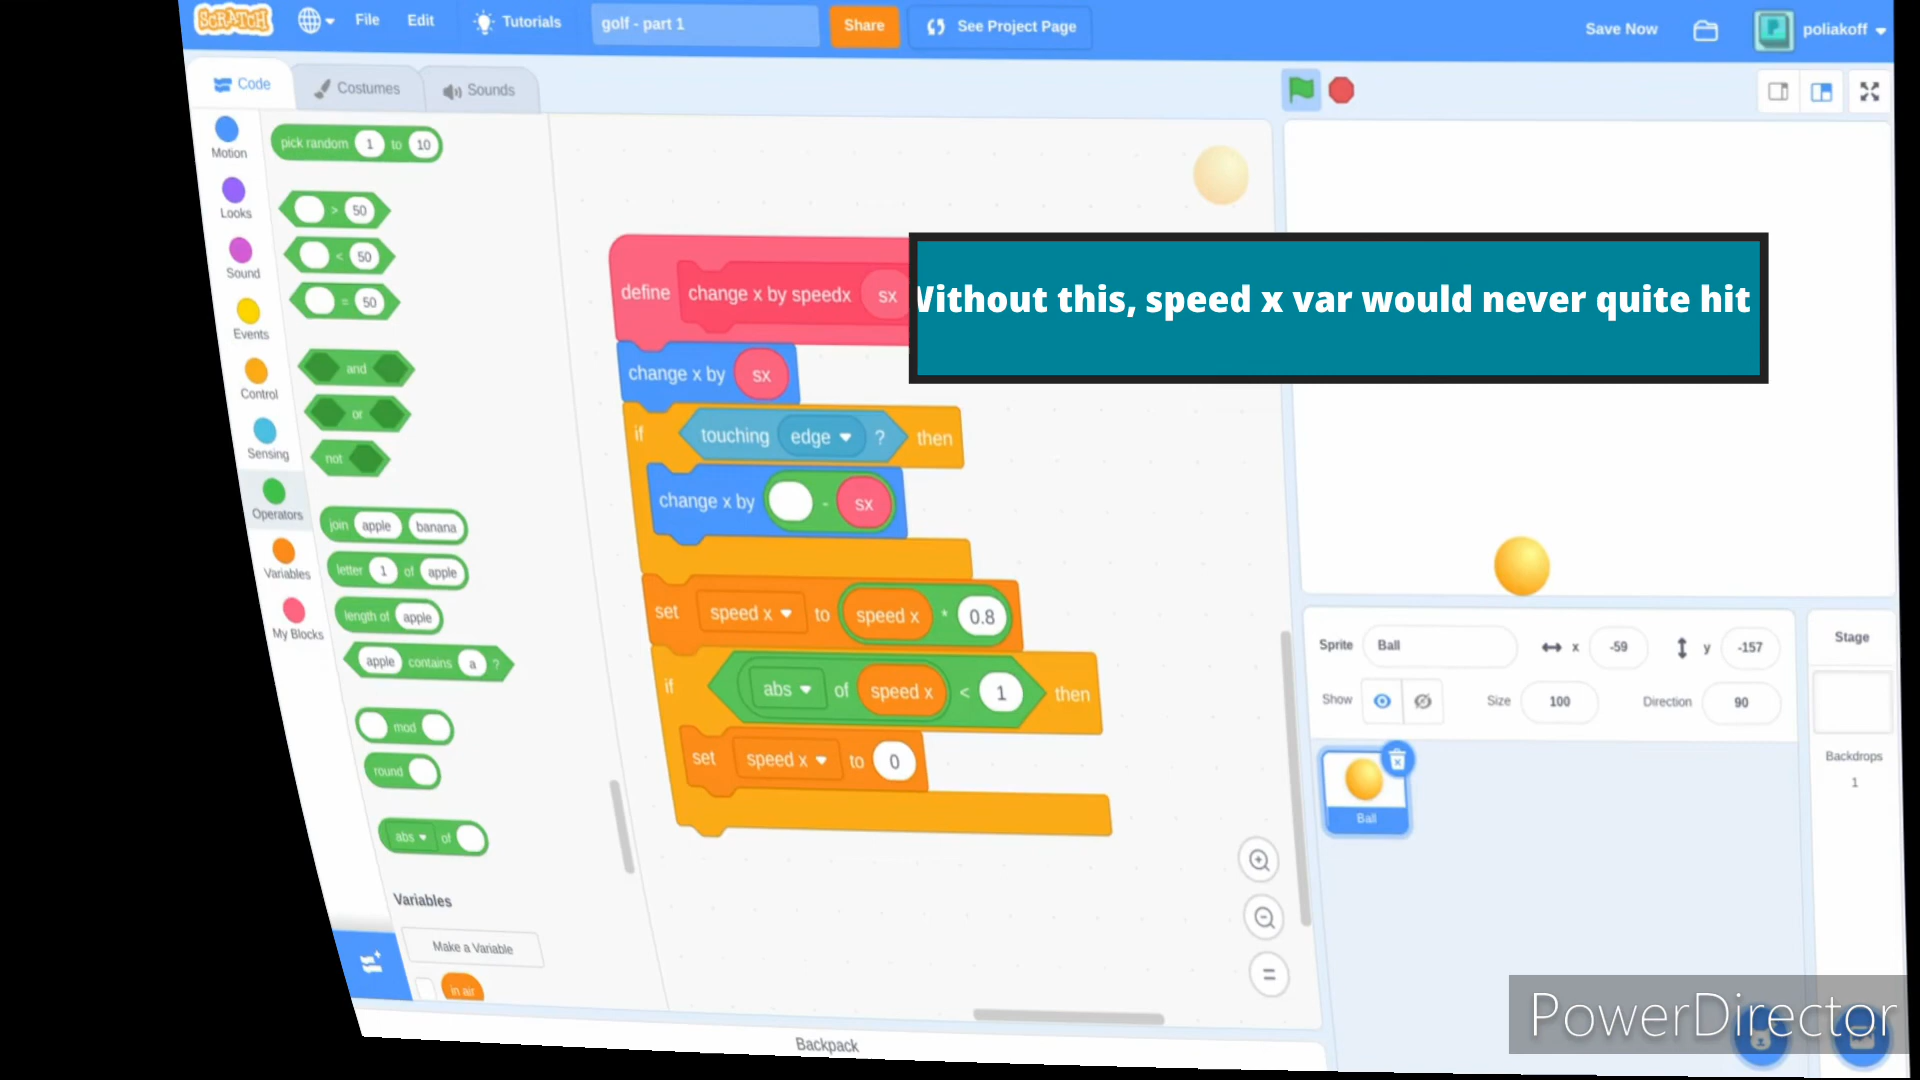 SCRATCH
File
Edit
Tutorials
golf - part 1
Share
See Project Page
Save Now
poliakoff
Code
Costumes
Sounds
Motion
Looks
Sound
Events
Control
Sensing
Operators
Variables
My Blocks
pick random 1 to 10
> 50
< 50
= 50
and
or
not
join apple banana
letter 1 of apple
length of apple
apple contains a ?
mod
round
abs of
Variables
Make a Variable
in air
define change x by speedx sx
change x by sx
if touching edge ? then
change x by - sx
set speed x to speed x * 0.8
if abs of speed x < 1 then
set speed x to 0
Without this, speed x var would never quite hit
Sprite Ball x -59 y -157
Show Size 100 Direction 90
Ball
Stage
Backdrops
1
Backpack
PowerDirector